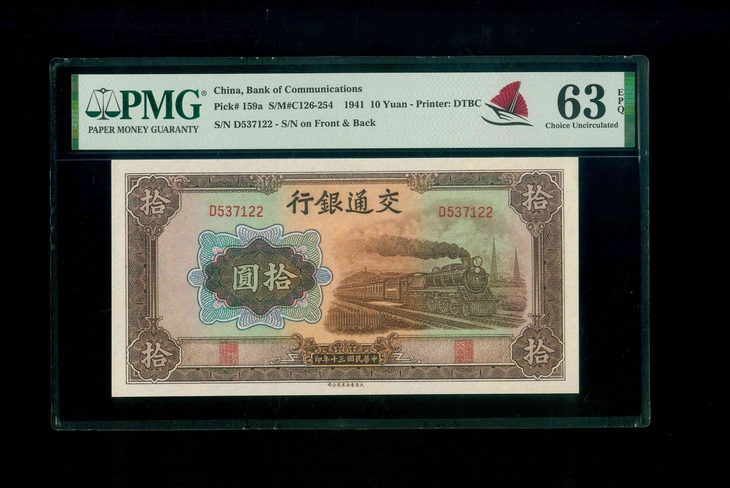 PMG®
PAPER MONEY GUARANTY
China, Bank of Communications
Pick# 159a S/M#C126-254 1941 10 Yuan - Printer: DTBC
S/N D537122 - S/N on Front & Back
63
EPQ
Choice Uncirculated
拾 行銀通交 拾
D537122 D537122
圓拾
拾 拾
印年十三國民華中